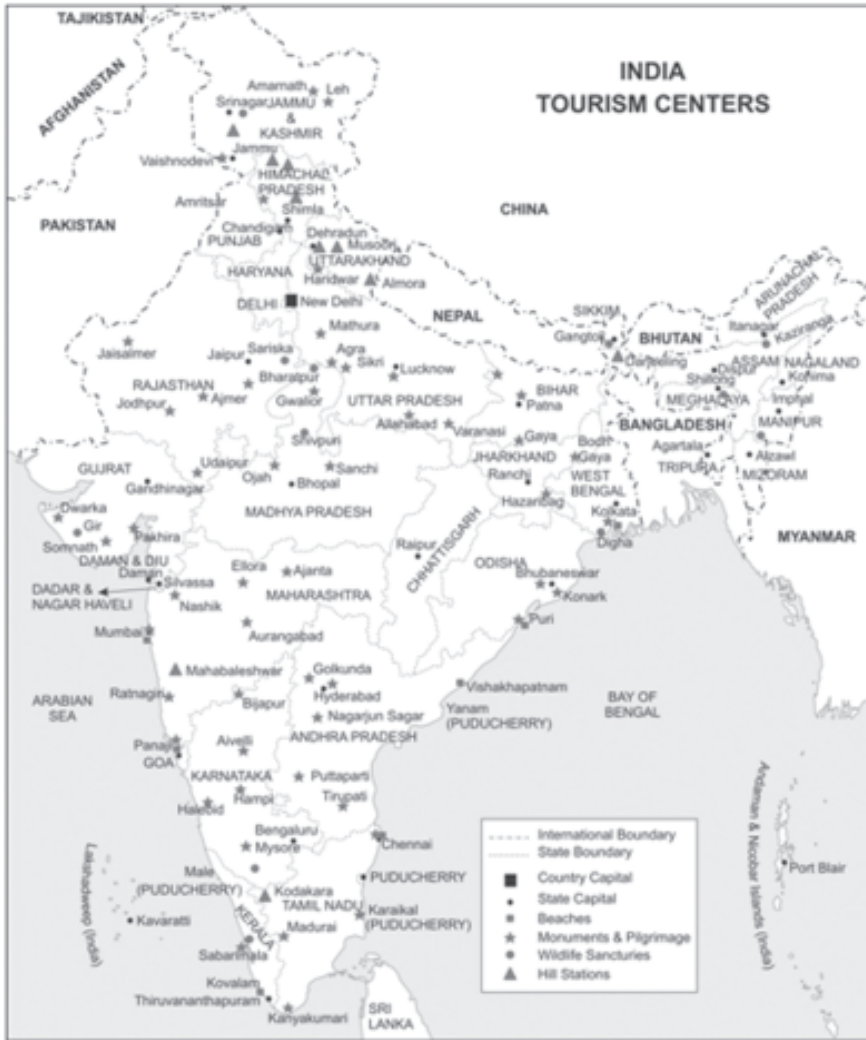 TAJIKISTAN
AFGHANISTAN
INDIA
TOURISM CENTERS
Amarnath
Leh
Srinagar
JAMMU
&
KASHMIR
Jammu
Vaishnodevi
HIMACHAL
PRADESH
Amritsar
Shimla
CHINA
PAKISTAN
Chandigarh
PUNJAB
Dehradun
Musoori
UTTARAKHAND
HARYANA
Haridwar
Almora
DELHI
New Delhi
NEPAL
SIKKIM
ARUNACHAL
PRADESH
Mathura
Gangtok
BHUTAN
Itanagar
Kaziranga
Jaisalmer
Jaipur
Sariska
Agra
Sikri
Lucknow
Darjeeling
ASSAM
NAGALAND
Dispur
Kohima
RAJASTHAN
Bharatpur
Shillong
MEGHALAYA
Jodhpur
Ajmer
Gwalior
UTTAR PRADESH
BIHAR
Patna
Imphal
MANIPUR
Allahabad
Varanasi
BANGLADESH
Shivpuri
Gaya
Bodh
Gaya
JHARKHAND
Agartala
Aizawl
GUJRAT
Udaipur
Ojah
Sanchi
Ranchi
WEST
BENGAL
TRIPURA
MIZORAM
Gandhinagar
Bhopal
Hazaribag
Dwarka
MADHYA PRADESH
Kolkata
Gir
Pakhira
Somnath
Digha
MYANMAR
DAMAN & DIU
Raipur
CHHATTISGARH
ODISHA
Daman
Silvassa
Ellora
Ajanta
Bhubaneswar
DADAR &
NAGAR HAVELI
MAHARASHTRA
Konark
Nashik
Puri
Mumbai
Aurangabad
Mahabaleshwar
Golkunda
Hyderabad
Vishakhapatnam
ARABIAN
SEA
Ratnagiri
Bijapur
Yanam
(PUDUCHERRY)
BAY OF
BENGAL
Nagarjun Sagar
ANDHRA PRADESH
Panaji
GOA
Aivelli
KARNATAKA
Puttaparti
Hampi
Tirupati
Halebid
Bengaluru
Mysore
Chennai
Male
(PUDUCHERRY)
PUDUCHERRY
Kodakara
TAMIL NADU
Karaikal
(PUDUCHERRY)
Kavaratti
Lakshadweep (India)
KERALA
Madurai
Sabarimala
Kovalam
Thiruvananthapuram
Kanyakumari
SRI
LANKA
Andaman & Nicobar Islands (India)
Port Blair
International Boundary
State Boundary
Country Capital
State Capital
Beaches
Monuments & Pilgrimage
Wildlife Sancturies
Hill Stations